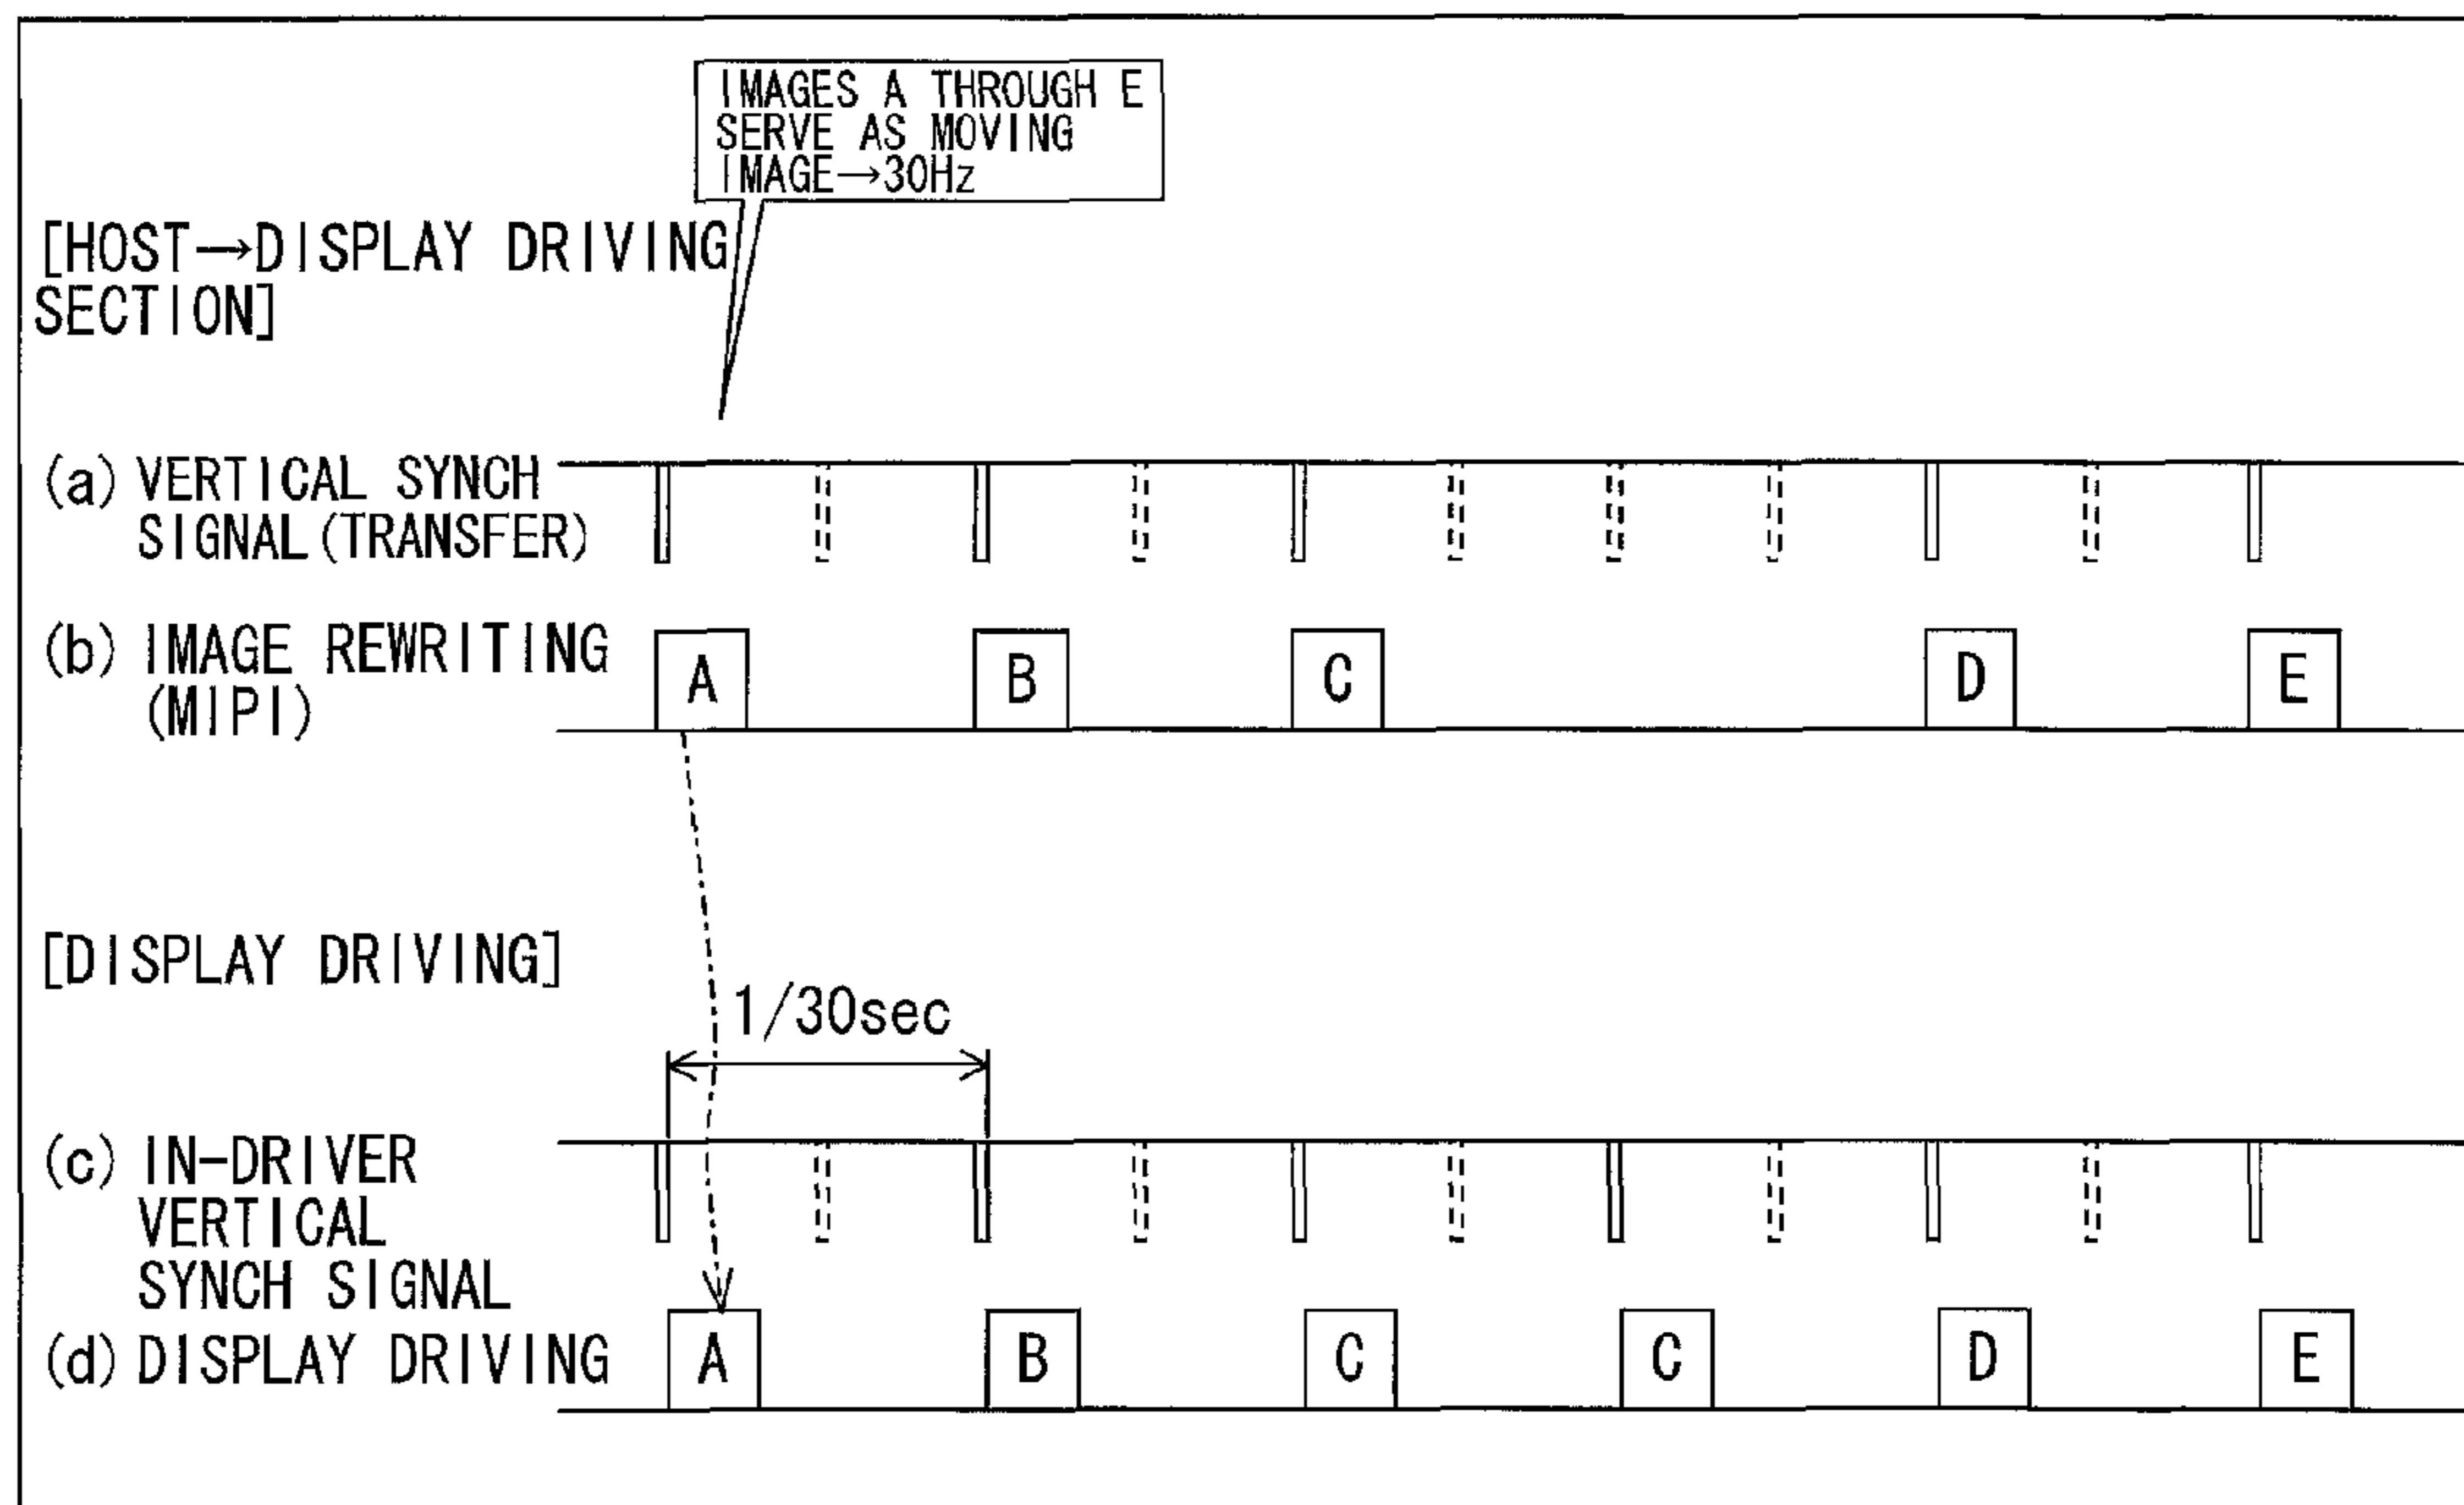 IMAGES A THROUGH E
SERVE AS MOVING
IMAGE→30Hz
[HOST→DISPLAY DRIVING
SECTION]
(a) VERTICAL SYNCH
SIGNAL(TRANSFER)
(b) IMAGE REWRITING
(MIPI)
A B C D E
[DISPLAY DRIVING]
1/30sec
(c) IN-DRIVER
VERTICAL
SYNCH SIGNAL
(d) DISPLAY DRIVING
A B C C D E